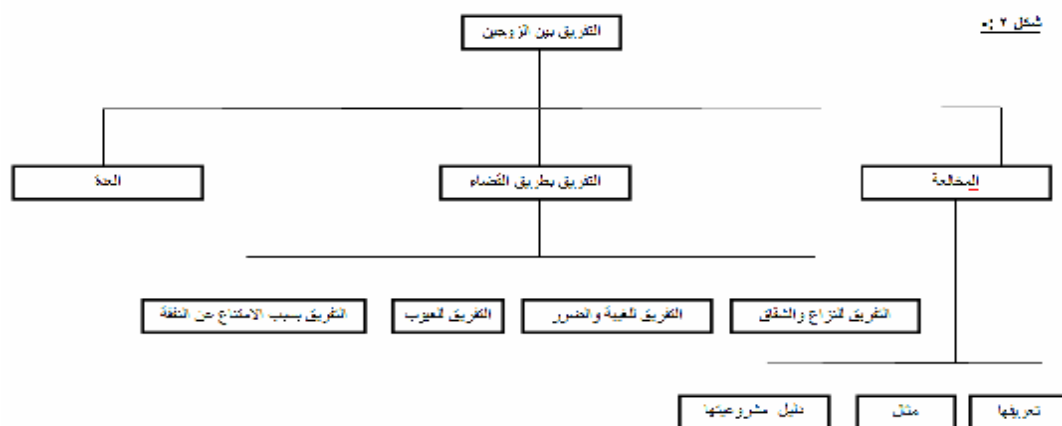 شكل ٢ :-
التفريق بين الزوجين
المخالعة
التفريق بطريق القضاء
العدة
التفريق للنزاع والشقاق
التفريق للغيبة والضرر
التفريق للعيوب
التفريق بسبب الامتناع عن النفقة
تعريفها
مثال
دليل مشروعيتها